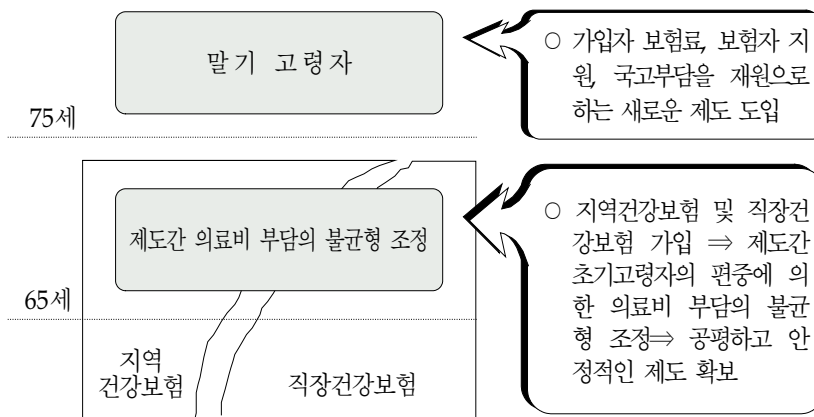 말기 고령자
○ 가입자 보험료, 보험자 지
원, 국고부담을 재원으로
하는 새로운 제도 도입
75세
제도간 의료비 부담의 불균형 조정
○ 지역건강보험 및 직장건
강보험 가입 ⇒ 제도간
초기고령자의 편중에 의
한 의료비 부담의 불균
형 조정⇒ 공평하고 안
정적인 제도 확보
65세
지역
건강보험
직장건강보험